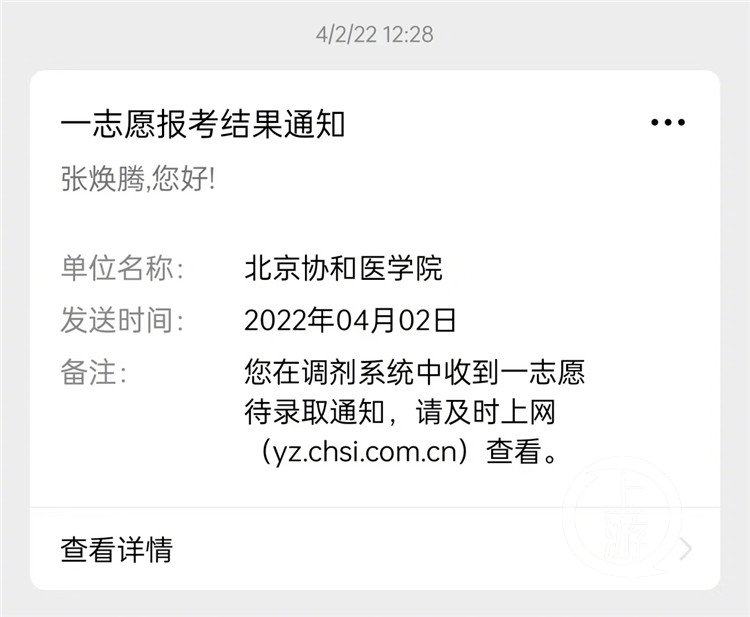 4/2/22 12:28
一志愿报考结果通知
张焕腾,您好!
单位名称： 北京协和医学院
发送时间： 2022年04月02日
备注： 您在调剂系统中收到一志愿
待录取通知，请及时上网
（yz.chsi.com.cn）查看。
上游
查看详情